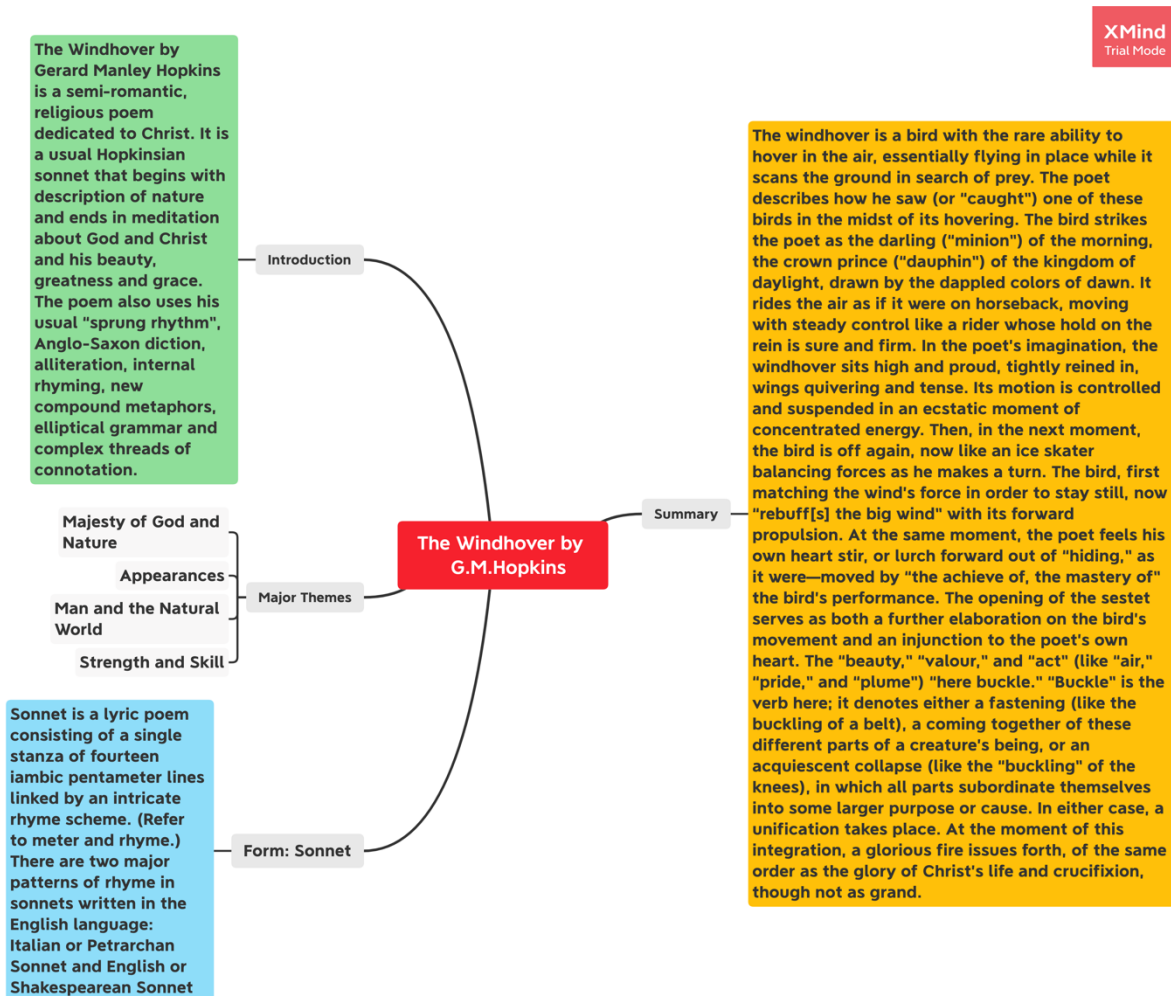 XMind
Trial Mode
The Windhover by
Gerard Manley Hopkins
is a semi-romantic,
religious poem
dedicated to Christ. It is
a usual Hopkinsian
sonnet that begins with
description of nature
and ends in meditation
about God and Christ
and his beauty,
greatness and grace.
The poem also uses his
usual "sprung rhythm",
Anglo-Saxon diction,
alliteration, internal
rhyming, new
compound metaphors,
elliptical grammar and
complex threads of
connotation.
Introduction
Majesty of God and
Nature
Appearances
Man and the Natural
World
Strength and Skill
Major Themes
Sonnet is a lyric poem
consisting of a single
stanza of fourteen
iambic pentameter lines
linked by an intricate
rhyme scheme. (Refer
to meter and rhyme.)
There are two major
patterns of rhyme in
sonnets written in the
English language:
Italian or Petrarchan
Sonnet and English or
Shakespearean Sonnet
Form: Sonnet
The Windhover by
G.M.Hopkins
Summary
The windhover is a bird with the rare ability to
hover in the air, essentially flying in place while it
scans the ground in search of prey. The poet
describes how he saw (or "caught") one of these
birds in the midst of its hovering. The bird strikes
the poet as the darling ("minion") of the morning,
the crown prince ("dauphin") of the kingdom of
daylight, drawn by the dappled colors of dawn. It
rides the air as if it were on horseback, moving
with steady control like a rider whose hold on the
rein is sure and firm. In the poet's imagination, the
windhover sits high and proud, tightly reined in,
wings quivering and tense. Its motion is controlled
and suspended in an ecstatic moment of
concentrated energy. Then, in the next moment,
the bird is off again, now like an ice skater
balancing forces as he makes a turn. The bird, first
matching the wind's force in order to stay still, now
"rebuff[s] the big wind" with its forward
propulsion. At the same moment, the poet feels his
own heart stir, or lurch forward out of "hiding," as
it were—moved by "the achieve of, the mastery of"
the bird's performance. The opening of the sestet
serves as both a further elaboration on the bird's
movement and an injunction to the poet's own
heart. The "beauty," "valour," and "act" (like "air,"
"pride," and "plume") "here buckle." "Buckle" is the
verb here; it denotes either a fastening (like the
buckling of a belt), a coming together of these
different parts of a creature's being, or an
acquiescent collapse (like the "buckling" of the
knees), in which all parts subordinate themselves
into some larger purpose or cause. In either case, a
unification takes place. At the moment of this
integration, a glorious fire issues forth, of the same
order as the glory of Christ's life and crucifixion,
though not as grand.